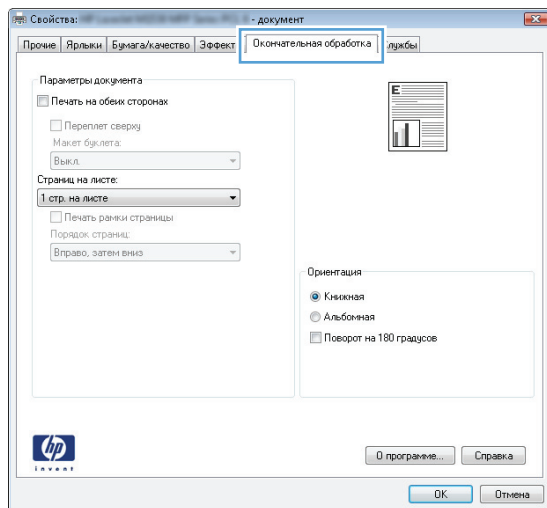 Свойства: - документ
Прочие
Ярлыки
Бумага/качество
Эффект
Окончательная обработка
лужбы
Параметры документа
Печать на обеих сторонах
Переплет сверху
Макет буклета:
Выкл.
Страниц на листе:
1 стр. на листе
Печать рамки страницы
Порядок страниц:
Вправо, затем вниз
E
Ориентация
Книжная
Альбомная
Поворот на 180 градусов
hp
invent
О программе...
Справка
OK
Отмена